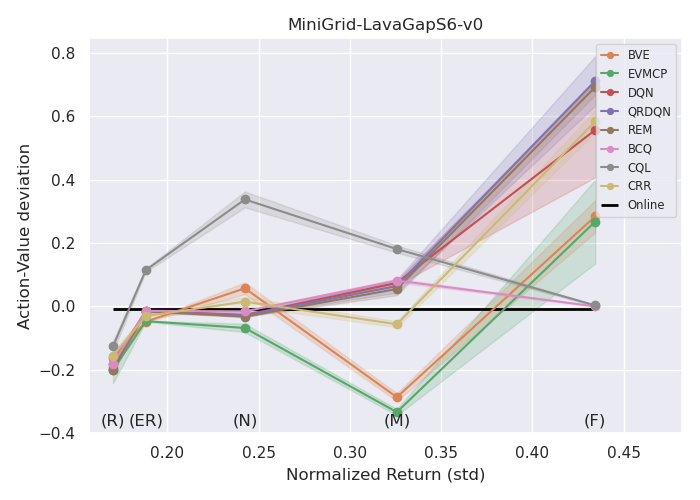 MiniGrid-LavaGapS6-v0
Action-Value deviation
0.8
0.6
0.4
0.2
0.0
−0.2
−0.4
BVE
EVMCP
DQN
QRDQN
REM
BCQ
CQL
CRR
Online
(R) (ER) (N) (M) (F)
0.20 0.25 0.30 0.35 0.40 0.45
Normalized Return (std)